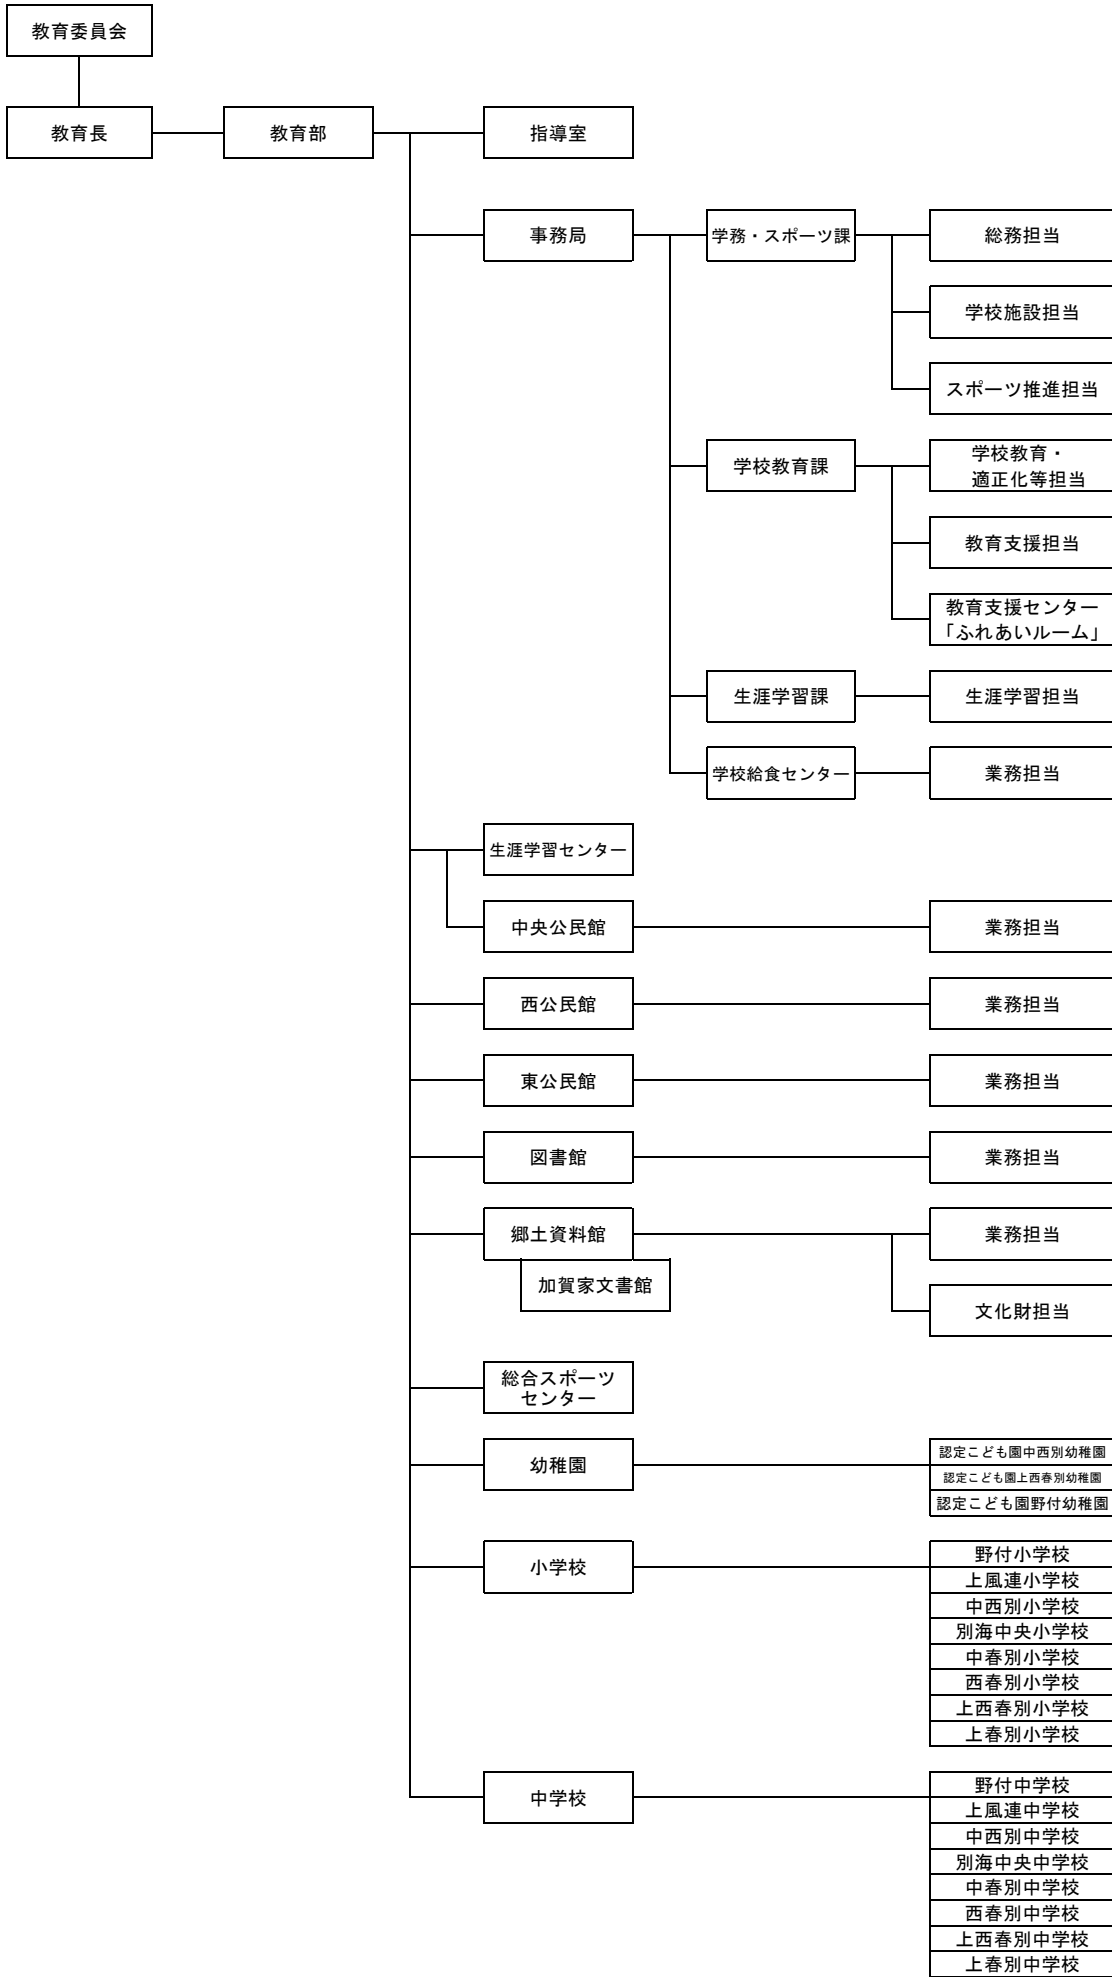 教育委員会
教育長
教育部
指導室
事務局
学務・スポーツ課
総務担当
学校施設担当
スポーツ推進担当
学校教育課
学校教育・
適正化等担当
教育支援担当
教育支援センター
「ふれあいルーム」
生涯学習課
生涯学習担当
学校給食センター
業務担当
生涯学習センター
中央公民館
業務担当
西公民館
業務担当
東公民館
業務担当
図書館
業務担当
郷土資料館
業務担当
加賀家文書館
文化財担当
総合スポーツ
センター
幼稚園
認定こども園中西別幼稚園
認定こども園上西春別幼稚園
認定こども園野付幼稚園
小学校
野付小学校
上風連小学校
中西別小学校
別海中央小学校
中春別小学校
西春別小学校
上西春別小学校
上春別小学校
中学校
野付中学校
上風連中学校
中西別中学校
別海中央中学校
中春別中学校
西春別中学校
上西春別中学校
上春別中学校